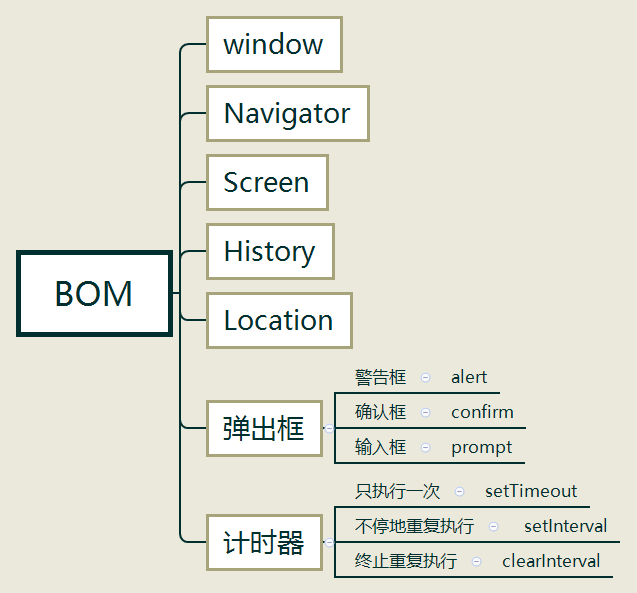 window
Navigator
Screen
History
BOM
Location
警告框 alert
弹出框
确认框 confirm
输入框 prompt
只执行一次 setTimeout
计时器
不停地重复执行 setInterval
终止重复执行 clearInterval